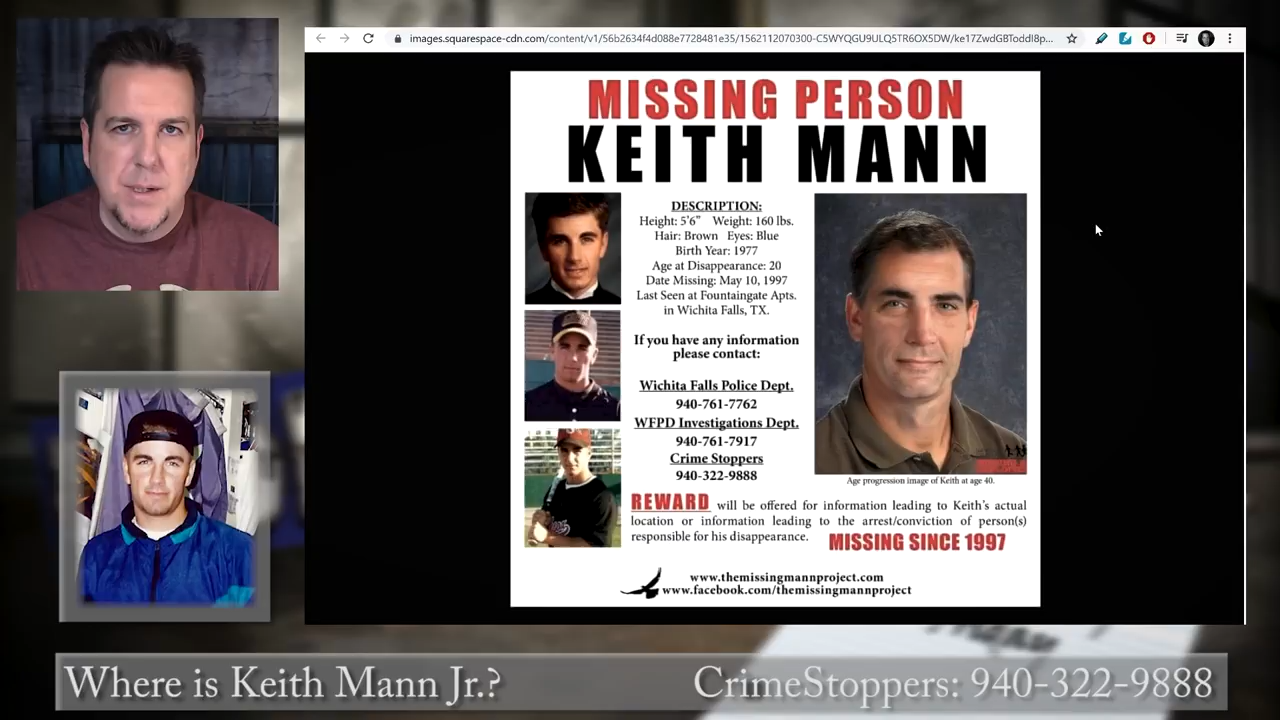 images.squarespace-cdn.com/content/v1/56b2634f4d088e7728481e35/1562112070300-C5WYQGU9ULQ5TR6OX5DW/ke17ZwdGBToddI8p...
MISSING PERSON
KEITH MANN
DESCRIPTION:
Height: 5'6" Weight: 160 lbs.
Hair: Brown Eyes: Blue
Birth Year: 1977
Age at Disappearance: 20
Date Missing: May 10, 1997
Last Seen at Fountaingate Apts.
in Wichita Falls, TX.
If you have any information
please contact:
Wichita Falls Police Dept.
940-761-7762
WFPD Investigations Dept.
940-761-7917
Crime Stoppers
940-322-9888
Age progression image of Keith at age 40.
REWARD will be offered for information leading to Keith's actual
location or information leading to the arrest/conviction of person(s)
responsible for his disappearance. MISSING SINCE 1997
www.themissingmannproject.com
www.facebook.com/themissingmannproject
Where is Keith Mann Jr.?
CrimeStoppers: 940-322-9888